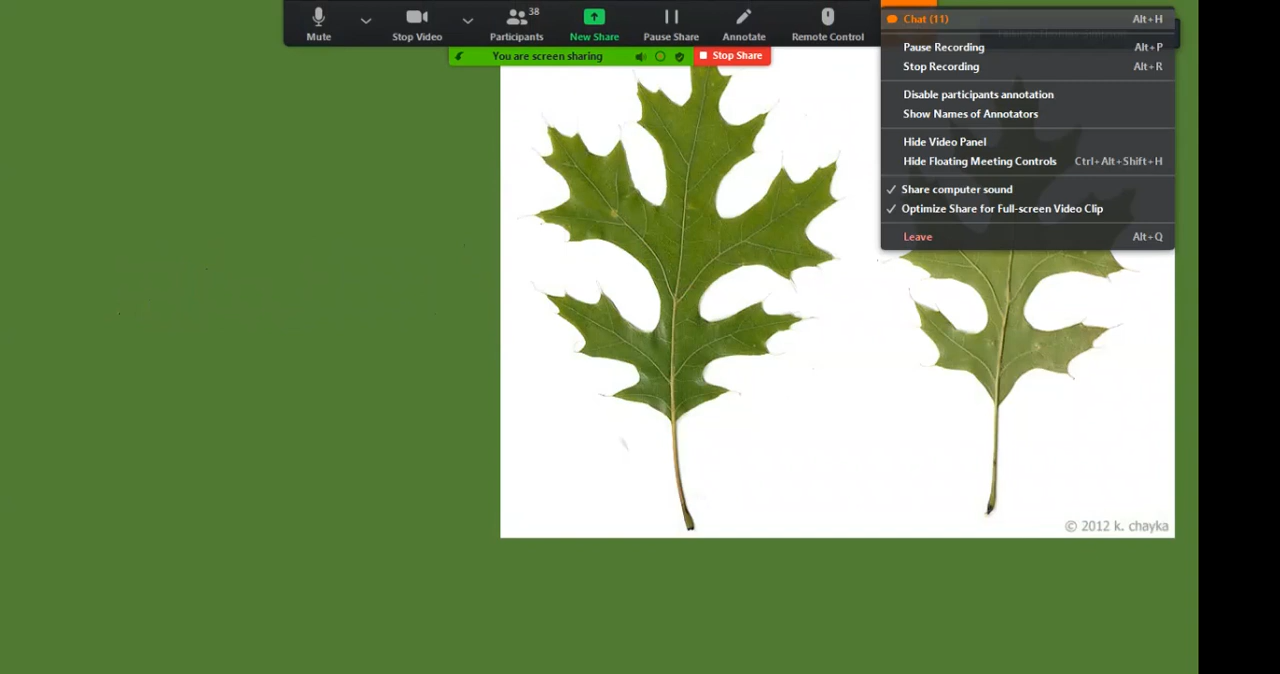 38
Mute
Stop Video
Participants
New Share
Pause Share
Annotate
Remote Control
You are screen sharing
Stop Share
Chat (11) Alt+H
Pause Recording Alt+P
Stop Recording Alt+R
Disable participants annotation
Show Names of Annotators
Hide Video Panel
Hide Floating Meeting Controls Ctrl+Alt+Shift+H
Share computer sound
Optimize Share for Full-screen Video Clip
Leave Alt+Q
© 2012 k. chayka